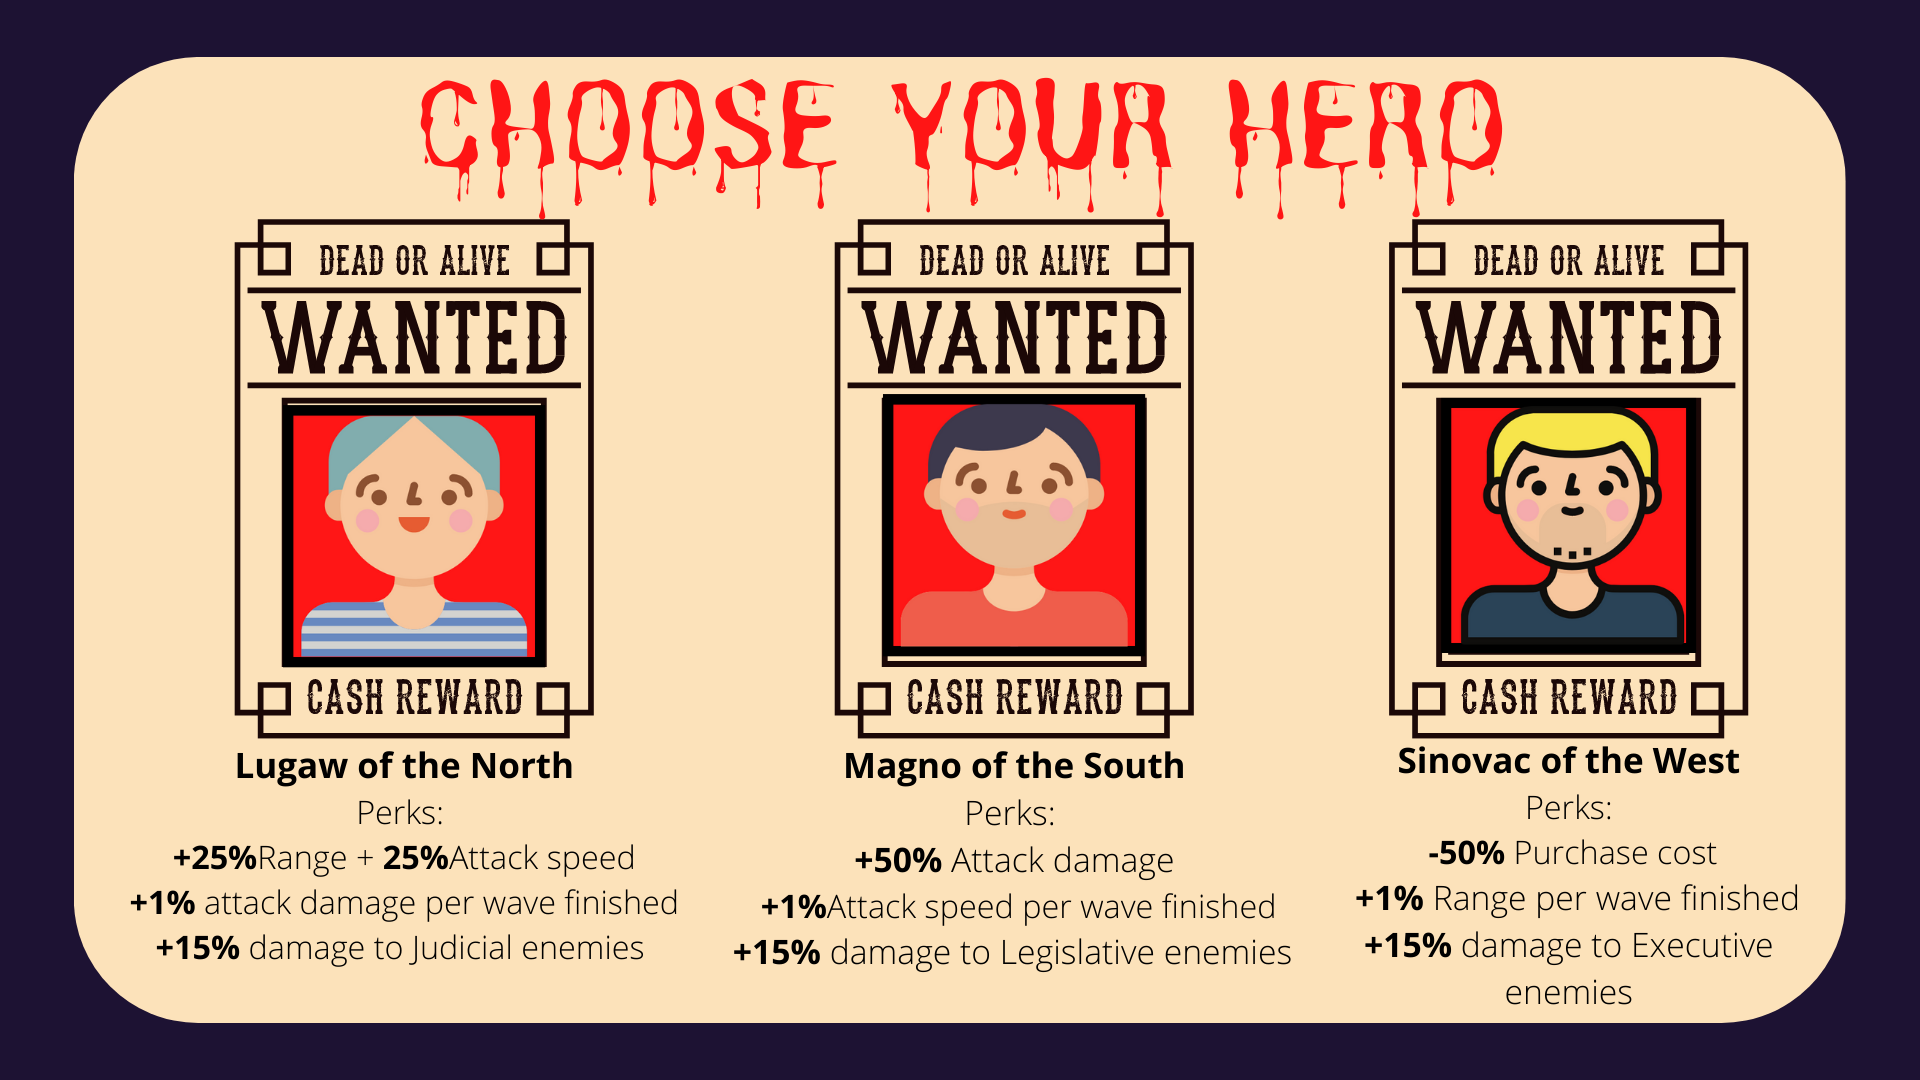 CHOOSE YOUR HERO
DEAD OR ALIVE
WANTED
CASH REWARD
Lugaw of the North
Perks:
+25%Range + 25%Attack speed
+1% attack damage per wave finished
+15% damage to Judicial enemies
DEAD OR ALIVE
WANTED
CASH REWARD
Magno of the South
Perks:
+50% Attack damage
+1%Attack speed per wave finished
+15% damage to Legislative enemies
DEAD OR ALIVE
WANTED
CASH REWARD
Sinovac of the West
Perks:
-50% Purchase cost
+1% Range per wave finished
+15% damage to Executive
enemies